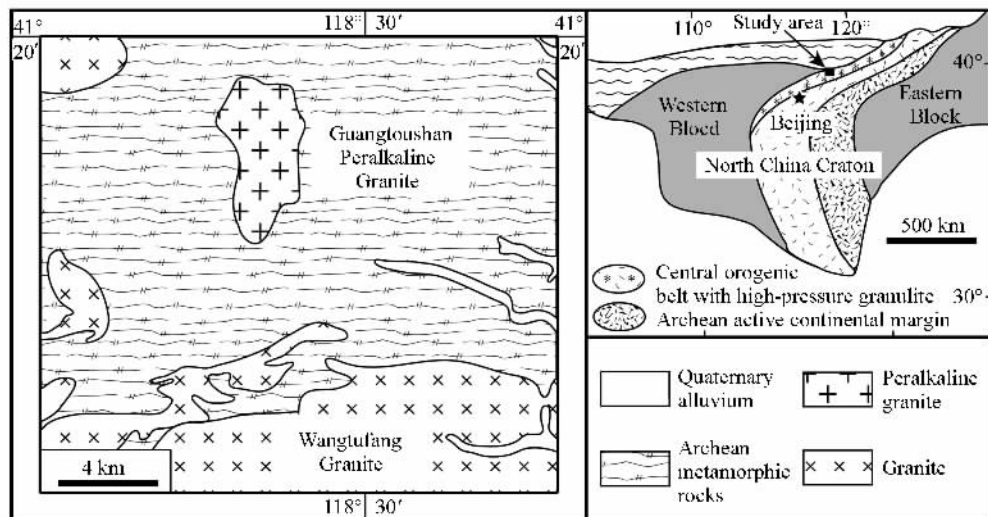 41°
118° 30′
41°
20′
20′
Guangtoushan
Peralkaline
Granite
Wangtufang
Granite
4 km
118° 30′
110°
120°
Study area
40°
Western
Blocd
Eastern
Block
Beijing
North China Craton
500 km
Central orogenic
belt with high-pressure granulite
30°
Archean active continental margin
Quaternary
alluvium
Peralkaline
granite
Archean
metamorphic
rocks
Granite